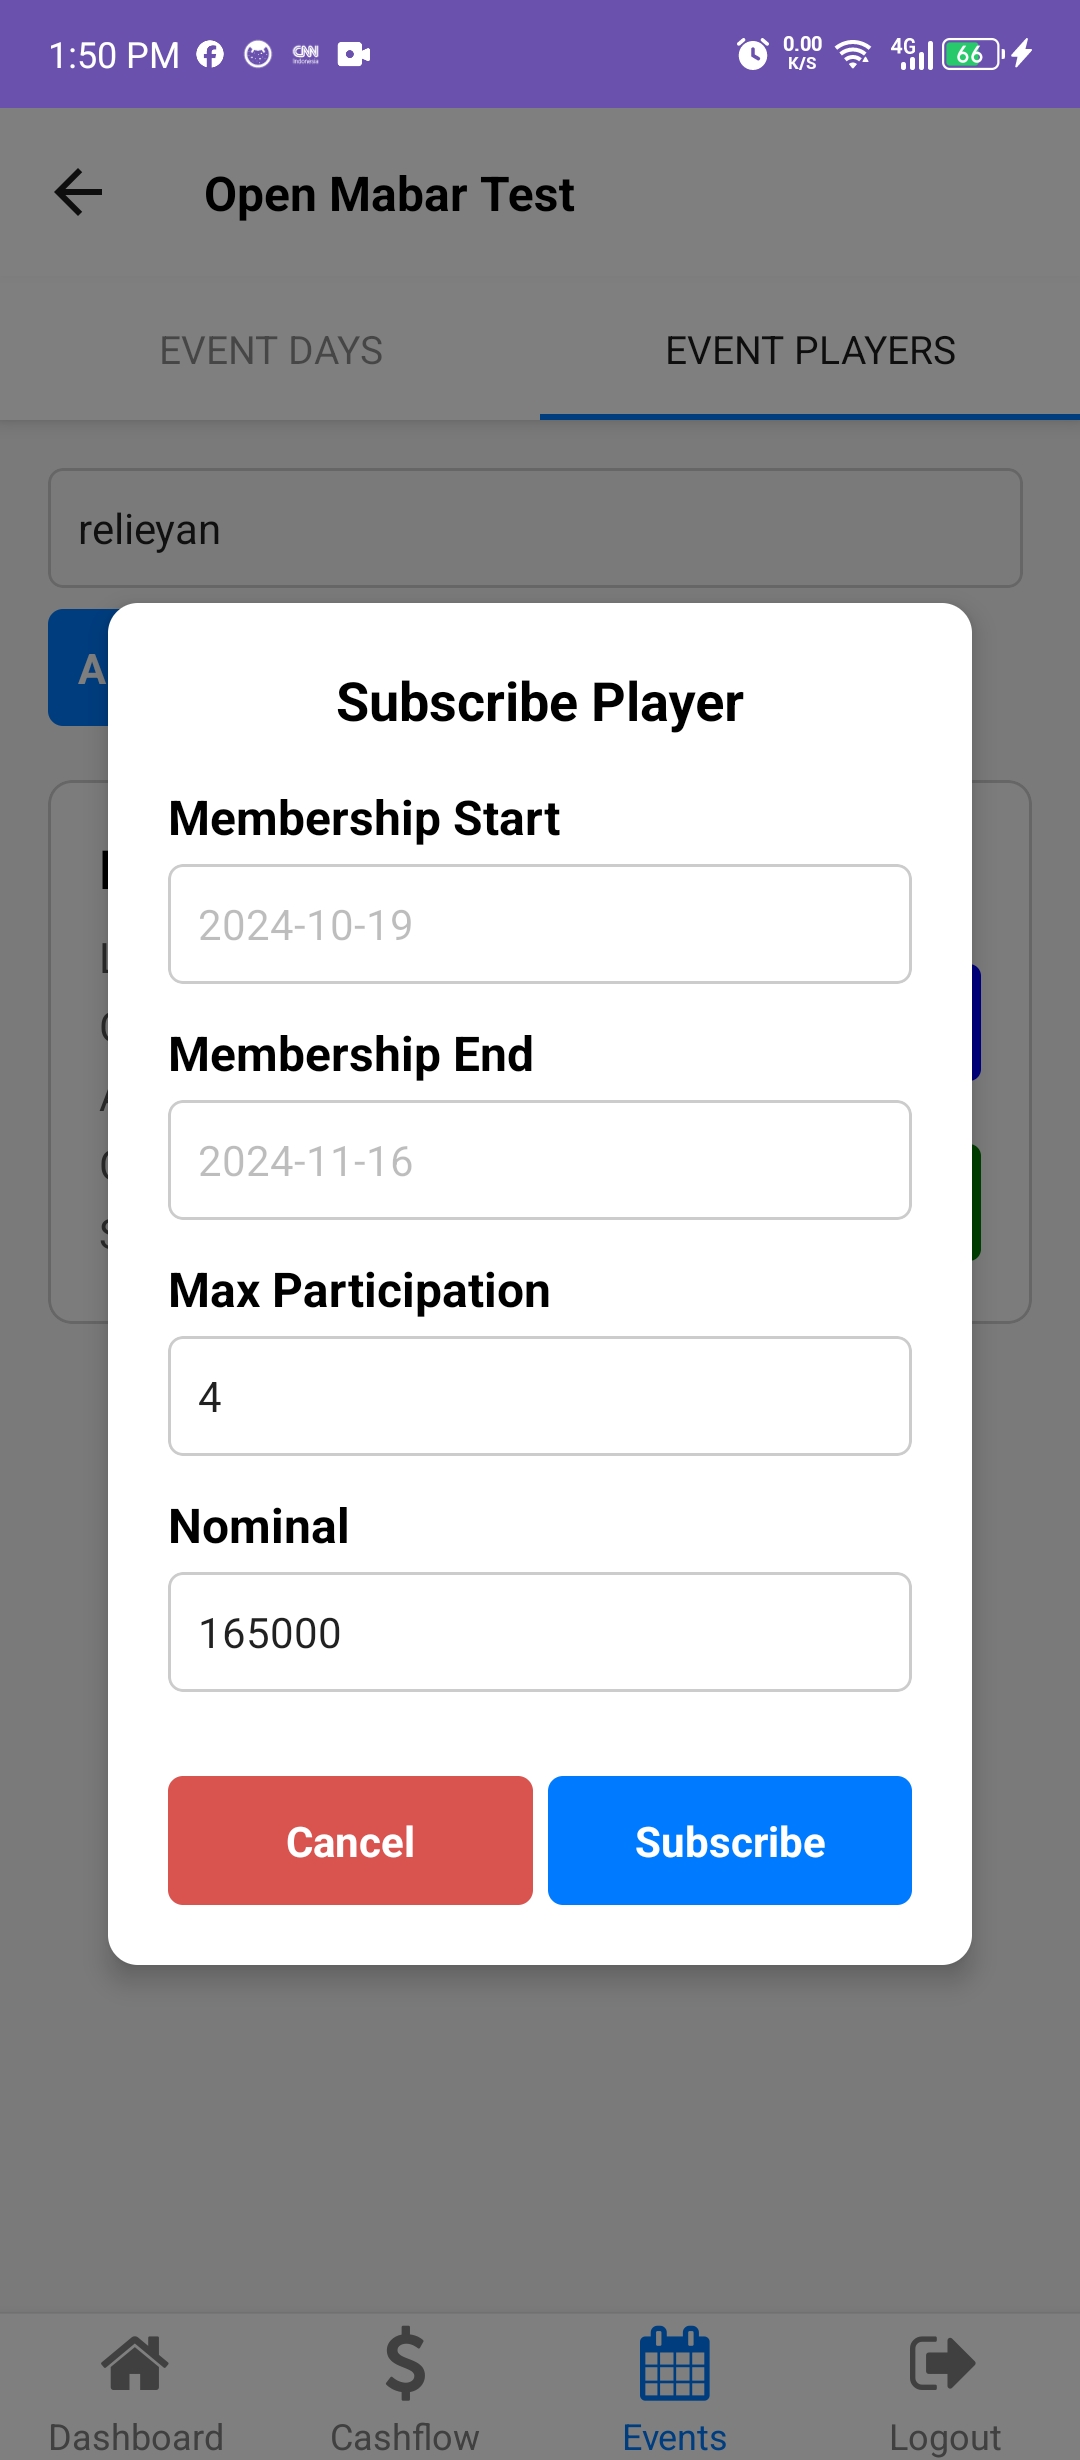 1:50 PM CNN Indonesia 0.00 K/S 4G 66
Open Mabar Test
EVENT DAYS EVENT PLAYERS
relieyan
A
Subscribe Player
Membership Start
2024-10-19
Membership End
2024-11-16
Max Participation
4
Nominal
165000
Cancel Subscribe
Dashboard Cashflow Events Logout